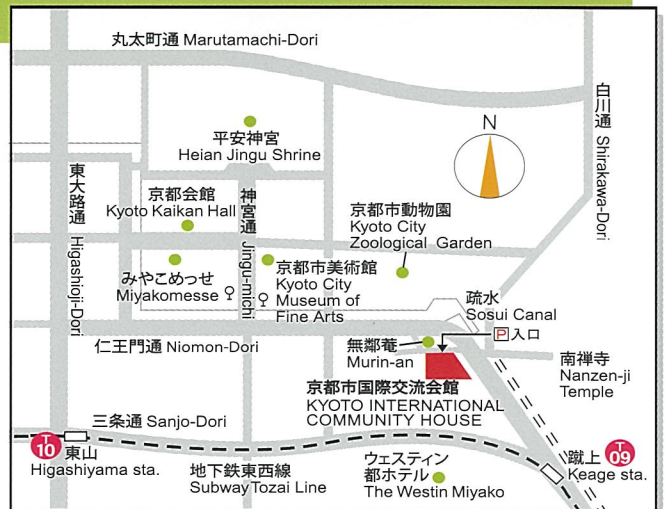 丸太町通 Marutamachi-Dori
白川通 Shirakawa-Dori
N
平安神宮
Heian Jingu Shrine
東大路通 Higashioji-Dori
京都会館
Kyoto Kaikan Hall
神宮通 Jingu-michi
京都市動物園
Kyoto City
Zoological Garden
みやこめっせ
Miyakomesse
京都市美術館
Kyoto City
Museum of
Fine Arts
疏水
Sosui Canal
P入口
仁王門通 Niomon-Dori
無鄰菴
Murin-an
南禅寺
Nanzen-ji
Temple
京都市国際交流会館
KYOTO INTERNATIONAL
COMMUNITY HOUSE
三条通 Sanjo-Dori
T
10
東山
Higashiyama sta.
地下鉄東西線
Subway Tozai Line
ウェスティン
都ホテル
The Westin Miyako
蹴上
Keage sta.
T
09